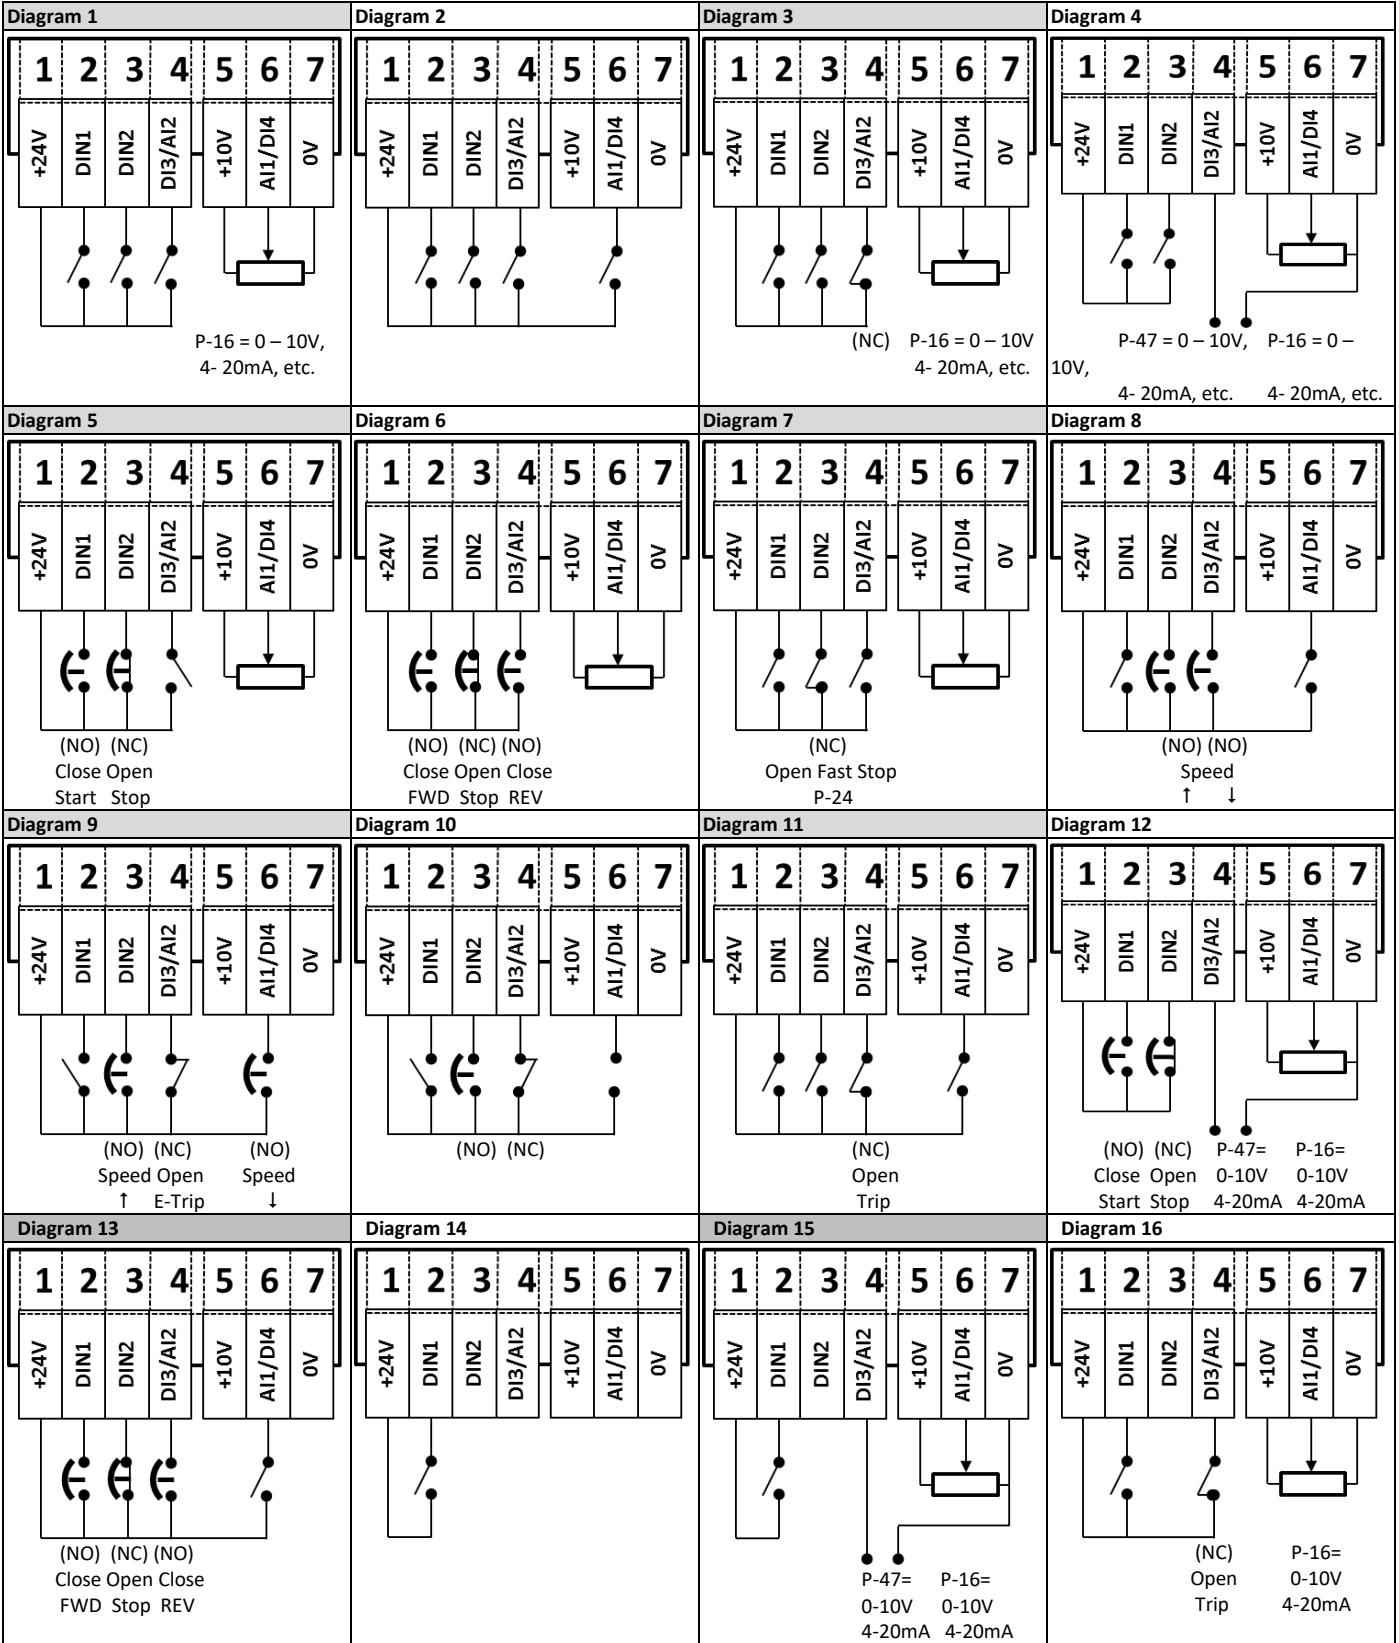 Diagram 1
1 2 3 4 5 6 7
+24V DIN1 DIN2 DI3/AI2 +10V AI1/DI4 0V
P-16 = 0 – 10V,
4- 20mA, etc.
Diagram 2
1 2 3 4 5 6 7
+24V DIN1 DIN2 DI3/AI2 +10V AI1/DI4 0V
Diagram 3
1 2 3 4 5 6 7
+24V DIN1 DIN2 DI3/AI2 +10V AI1/DI4 0V
(NC) P-16 = 0 – 10V
4- 20mA, etc.
Diagram 4
1 2 3 4 5 6 7
+24V DIN1 DIN2 DI3/AI2 +10V AI1/DI4 0V
P-47 = 0 – 10V, P-16 = 0 –
10V,
4- 20mA, etc. 4- 20mA, etc.
Diagram 5
1 2 3 4 5 6 7
+24V DIN1 DIN2 DI3/AI2 +10V AI1/DI4 0V
(NO) (NC)
Close Open
Start Stop
Diagram 6
1 2 3 4 5 6 7
+24V DIN1 DIN2 DI3/AI2 +10V AI1/DI4 0V
(NO) (NC) (NO)
Close Open Close
FWD Stop REV
Diagram 7
1 2 3 4 5 6 7
+24V DIN1 DIN2 DI3/AI2 +10V AI1/DI4 0V
(NC)
Open Fast Stop
P-24
Diagram 8
1 2 3 4 5 6 7
+24V DIN1 DIN2 DI3/AI2 +10V AI1/DI4 0V
(NO) (NO)
Speed
↑ ↓
Diagram 9
1 2 3 4 5 6 7
+24V DIN1 DIN2 DI3/AI2 +10V AI1/DI4 0V
(NO) (NC) (NO)
Speed Open Speed
↑ E-Trip ↓
Diagram 10
1 2 3 4 5 6 7
+24V DIN1 DIN2 DI3/AI2 +10V AI1/DI4 0V
(NO) (NC)
Diagram 11
1 2 3 4 5 6 7
+24V DIN1 DIN2 DI3/AI2 +10V AI1/DI4 0V
(NC)
Open
Trip
Diagram 12
1 2 3 4 5 6 7
+24V DIN1 DIN2 DI3/AI2 +10V AI1/DI4 0V
(NO) (NC) P-47= P-16=
Close Open 0-10V 0-10V
Start Stop 4-20mA 4-20mA
Diagram 13
1 2 3 4 5 6 7
+24V DIN1 DIN2 DI3/AI2 +10V AI1/DI4 0V
(NO) (NC) (NO)
Close Open Close
FWD Stop REV
Diagram 14
1 2 3 4 5 6 7
+24V DIN1 DIN2 DI3/AI2 +10V AI1/DI4 0V
Diagram 15
1 2 3 4 5 6 7
+24V DIN1 DIN2 DI3/AI2 +10V AI1/DI4 0V
P-47= P-16=
0-10V 0-10V
4-20mA 4-20mA
Diagram 16
1 2 3 4 5 6 7
+24V DIN1 DIN2 DI3/AI2 +10V AI1/DI4 0V
(NC) P-16=
Open 0-10V
Trip 4-20mA